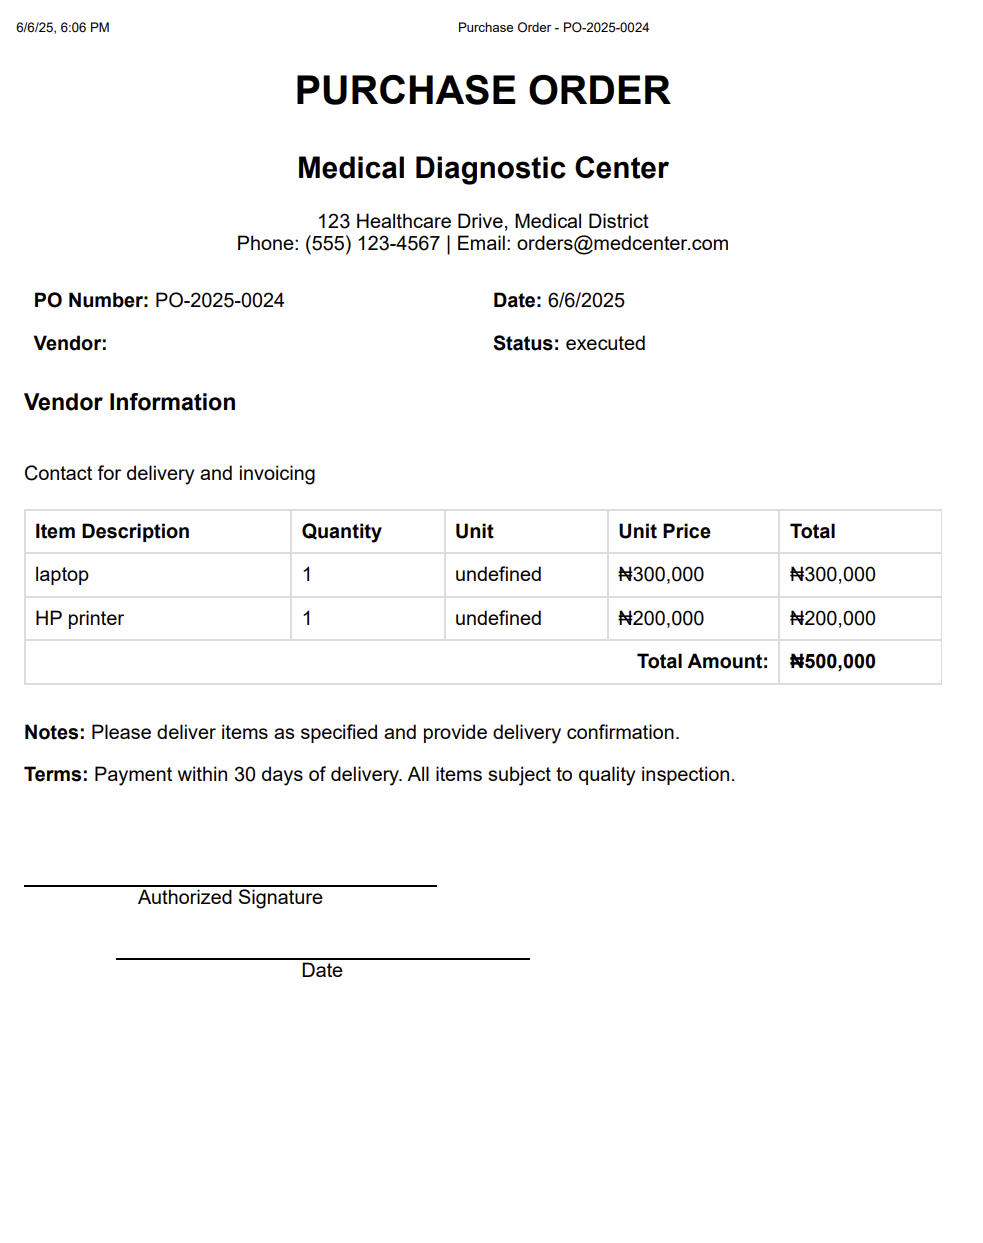 6/6/25, 6:06 PM Purchase Order - PO-2025-0024
PURCHASE ORDER
Medical Diagnostic Center
123 Healthcare Drive, Medical District
Phone: (555) 123-4567 | Email: orders@medcenter.com
PO Number: PO-2025-0024 Date: 6/6/2025
Vendor: Status: executed
Vendor Information
Contact for delivery and invoicing
Item Description Quantity Unit Unit Price Total
laptop 1 undefined ₦300,000 ₦300,000
HP printer 1 undefined ₦200,000 ₦200,000
Total Amount: ₦500,000
Notes: Please deliver items as specified and provide delivery confirmation.
Terms: Payment within 30 days of delivery. All items subject to quality inspection.
Authorized Signature
Date